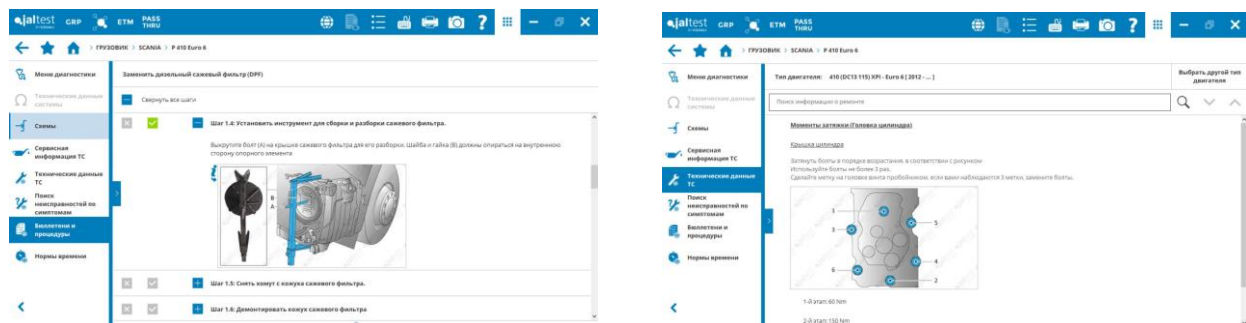 jaltest GRP ETM PASS THRU
> ГРУЗОВИК > SCANIA > P 410 Euro 6
Меню диагностики
Технические данные системы
Схемы
Сервисная информация ТС
Технические данные ТС
Поиск неисправностей по симптомам
Бюллетени и процедуры
Нормы времени
Заменить дизельный сажевый фильтр (DPF)
Свернуть все шаги
Шаг 1.4: Установить инструмент для сборки и разборки сажевого фильтра.
Выкрутите болт (A) на крышке сажевого фильтра для его разборки. Шайба и гайка (B) должны опираться на внутреннюю
сторону опорного элемента
B
A
Шаг 1.5: Снять хомут с кожуха сажевого фильтра.
Шаг 1.6: Демонтировать кожух сажевого фильтра
jaltest GRP ETM PASS THRU
> ГРУЗОВИК > SCANIA > P 410 Euro 6
Меню диагностики
Технические данные системы
Схемы
Сервисная информация ТС
Технические данные ТС
Поиск неисправностей по симптомам
Бюллетени и процедуры
Нормы времени
Тип двигателя: 410 (DC13 115) XPI - Euro 6 [ 2012 - ... ]
Выбрать другой тип двигателя
Поиск информации о ремонте
Моменты затяжки (Головка цилиндра)
Крышка цилиндра
Затянуть болты в порядке возрастания, в соответствии с рисунком
Используйте болты не более 3 раз.
Сделайте метку на головке винта пробойником, если вами наблюдаются 3 метки, замените болты.
1
5
3
4
6
2
1-й этап: 60 Nm
2-й этап: 150 Nm